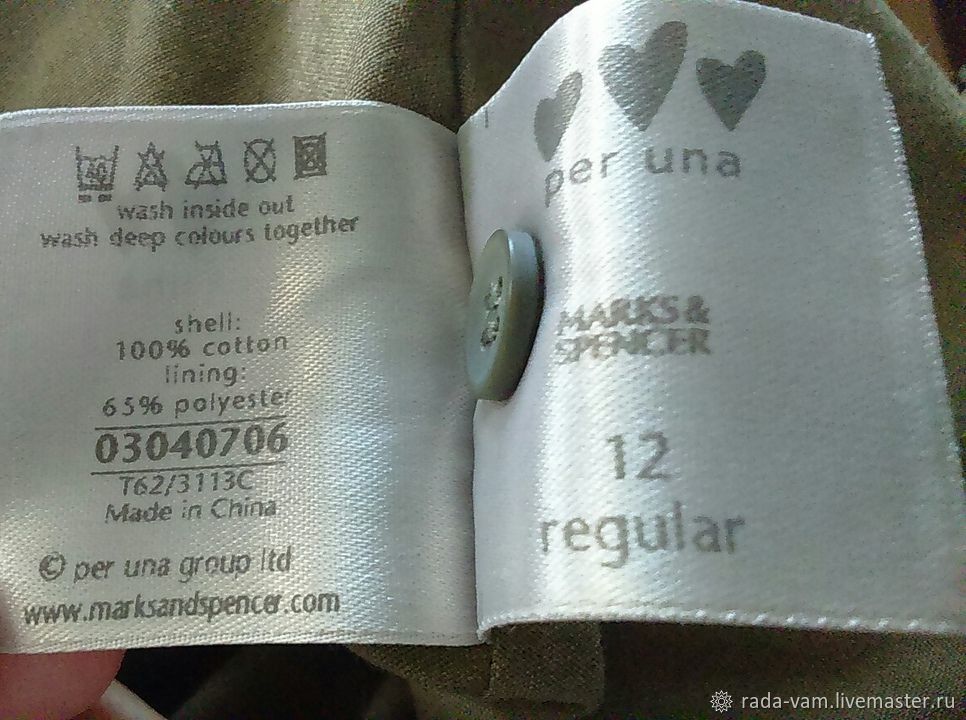 40
wash inside out
wash deep colours together
shell:
100% cotton
lining:
65% polyester
03040706
T62/3113C
Made in China
© per una group ltd
www.marksandspencer.com
per una
MARKS &
SPENCER
12
regular
rada-vam.livemaster.ru